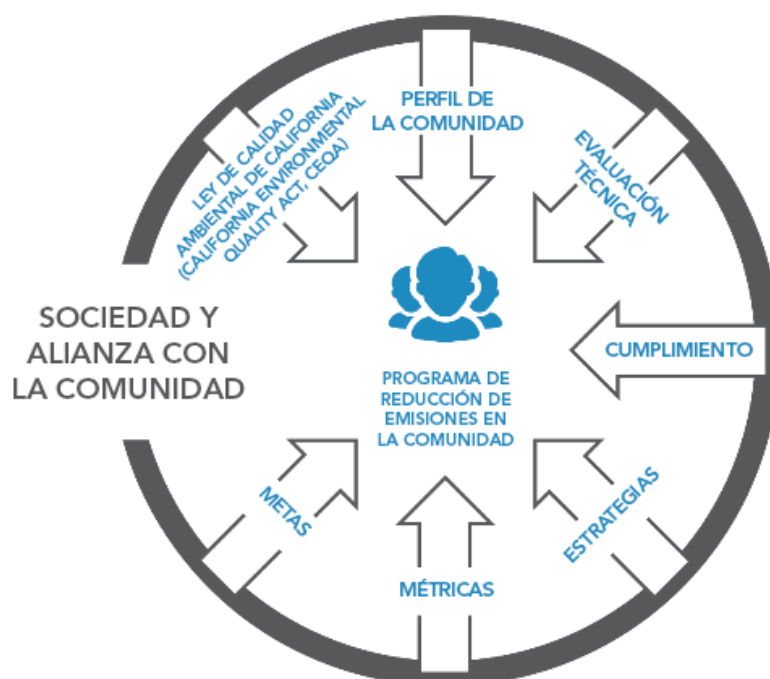 LEY DE CALIDAD
AMBIENTAL DE CALIFORNIA
(CALIFORNIA ENVIRONMENTAL
QUALITY ACT, CEQA)
PERFIL DE
LA COMUNIDAD
EVALUACIÓN
TÉCNICA
SOCIEDAD Y
ALIANZA CON
LA COMUNIDAD
CUMPLIMIENTO
PROGRAMA DE
REDUCCIÓN DE
EMISIONES EN
LA COMUNIDAD
METAS
MÉTRICAS
ESTRATEGIAS